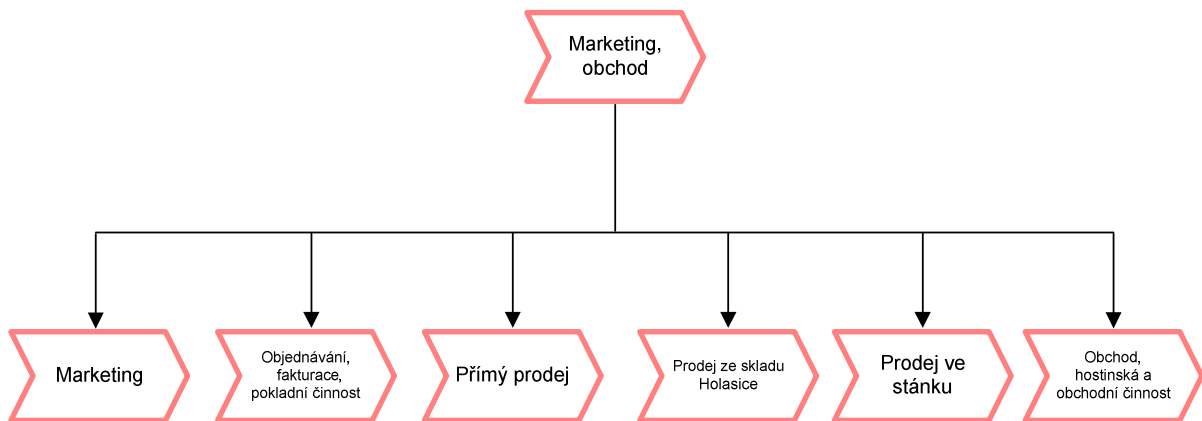 Marketing,
obchod
Marketing
Objednávání,
fakturace,
pokladní činnost
Přímý prodej
Prodej ze skladu
Holasice
Prodej ve
stánku
Obchod,
hostinská a
obchodní činnost